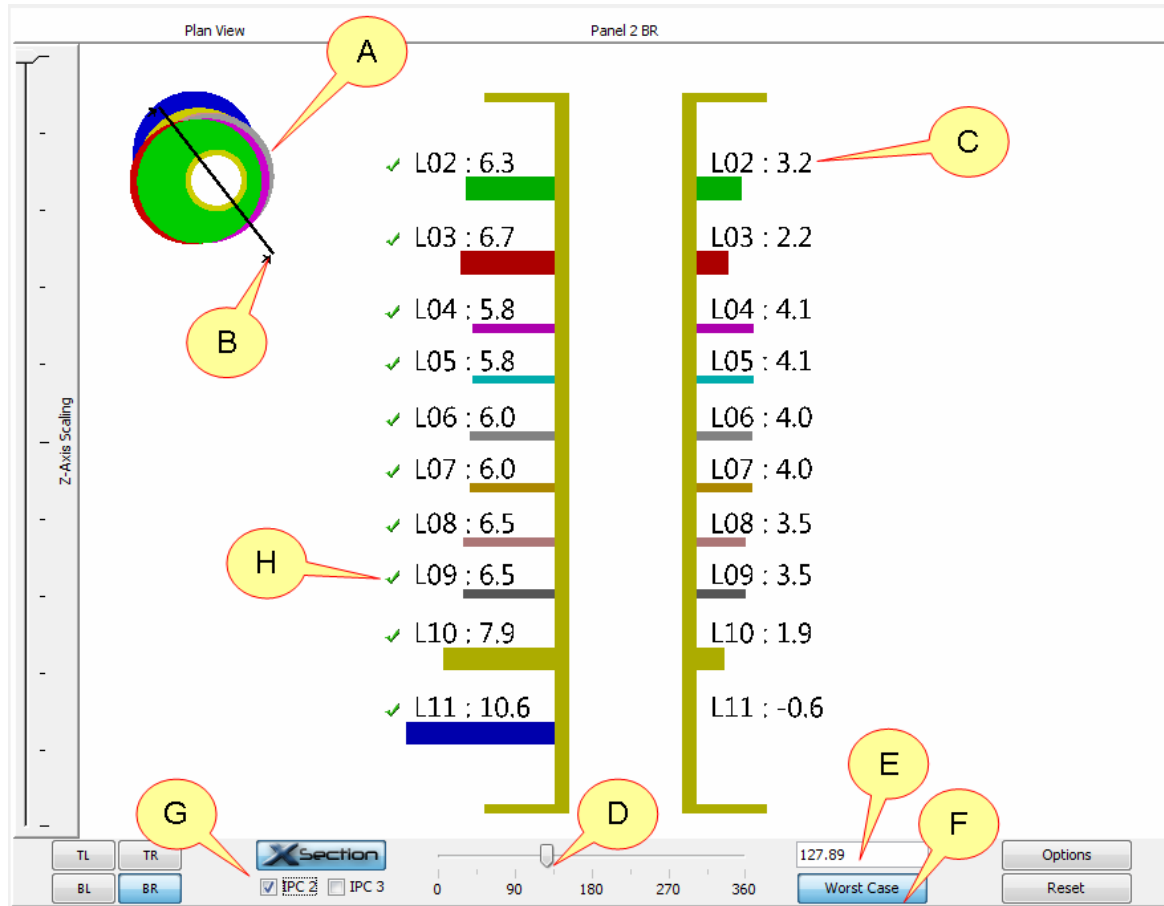 Plan View Panel 2 BR
A
L02 : 6.3 L02 : 3.2 C
L03 : 6.7 L03 : 2.2
L04 : 5.8 L04 : 4.1
B
L05 : 5.8 L05 : 4.1
L06 : 6.0 L06 : 4.0
Z-Axis Scaling
L07 : 6.0 L07 : 4.0
L08 : 6.5 L08 : 3.5
H L09 : 6.5 L09 : 3.5
L10 : 7.9 L10 : 1.9
L11 : 10.6 L11 : -0.6
E
G D F
TL TR XSection 127.89 Options
BL BR IPC 2 IPC 3 0 90 180 270 360 Worst Case Reset